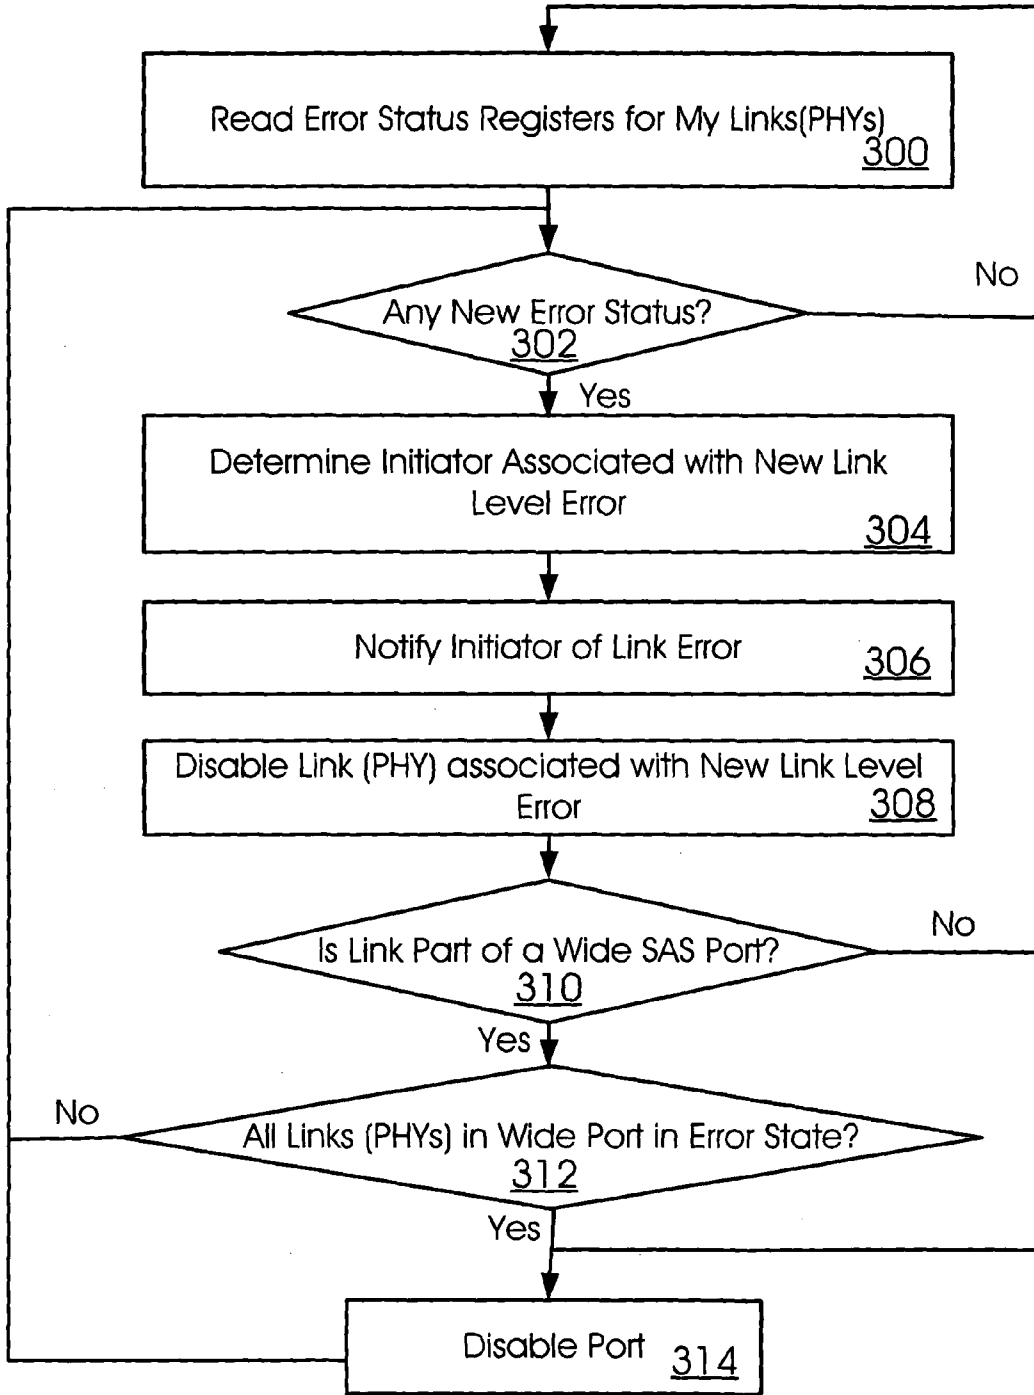 Read Error Status Registers for My Links(PHYs)
300
No
Any New Error Status?
302
Yes
Determine Initiator Associated with New Link
Level Error
304
Notify Initiator of Link Error
306
Disable Link (PHY) associated with New Link Level
Error
308
No
Is Link Part of a Wide SAS Port?
310
Yes
No
All Links (PHYs) in Wide Port in Error State?
312
Yes
Disable Port
314